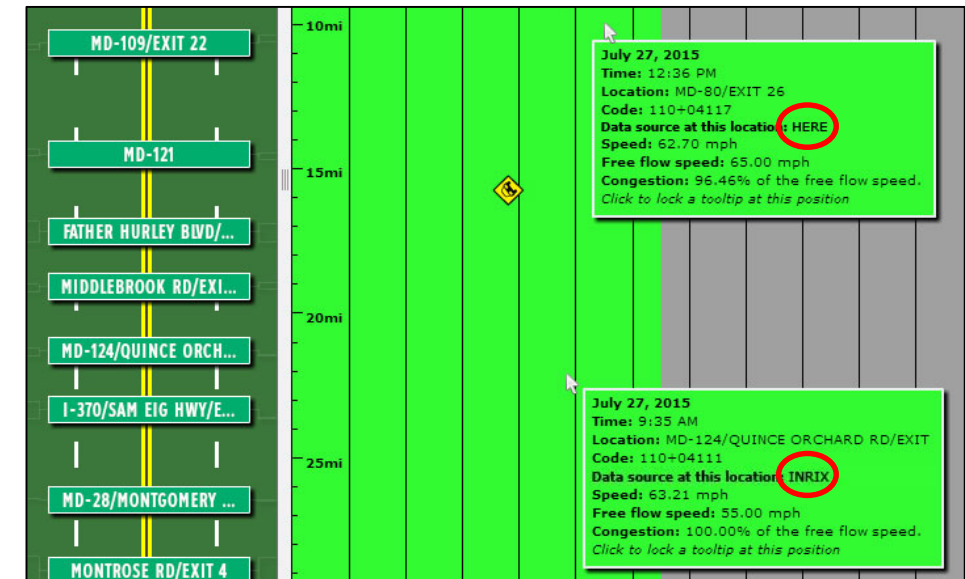 MD-109/EXIT 22
MD-121
FATHER HURLEY BLVD/...
MIDDLEBROOK RD/EXI...
MD-124/QUINCE ORCH...
I-370/SAM EIG HWY/E...
MD-28/MONTGOMERY ...
MONTROSE RD/EXIT 4
10mi
15mi
20mi
25mi
July 27, 2015
Time: 12:36 PM
Location: MD-80/EXIT 26
Code: 110+04117
Data source at this location: HERE
Speed: 62.70 mph
Free flow speed: 65.00 mph
Congestion: 96.46% of the free flow speed.
Click to lock a tooltip at this position
July 27, 2015
Time: 9:35 AM
Location: MD-124/QUINCE ORCHARD RD/EXIT
Code: 110+04111
Data source at this location: INRIX
Speed: 63.21 mph
Free flow speed: 55.00 mph
Congestion: 100.00% of the free flow speed.
Click to lock a tooltip at this position